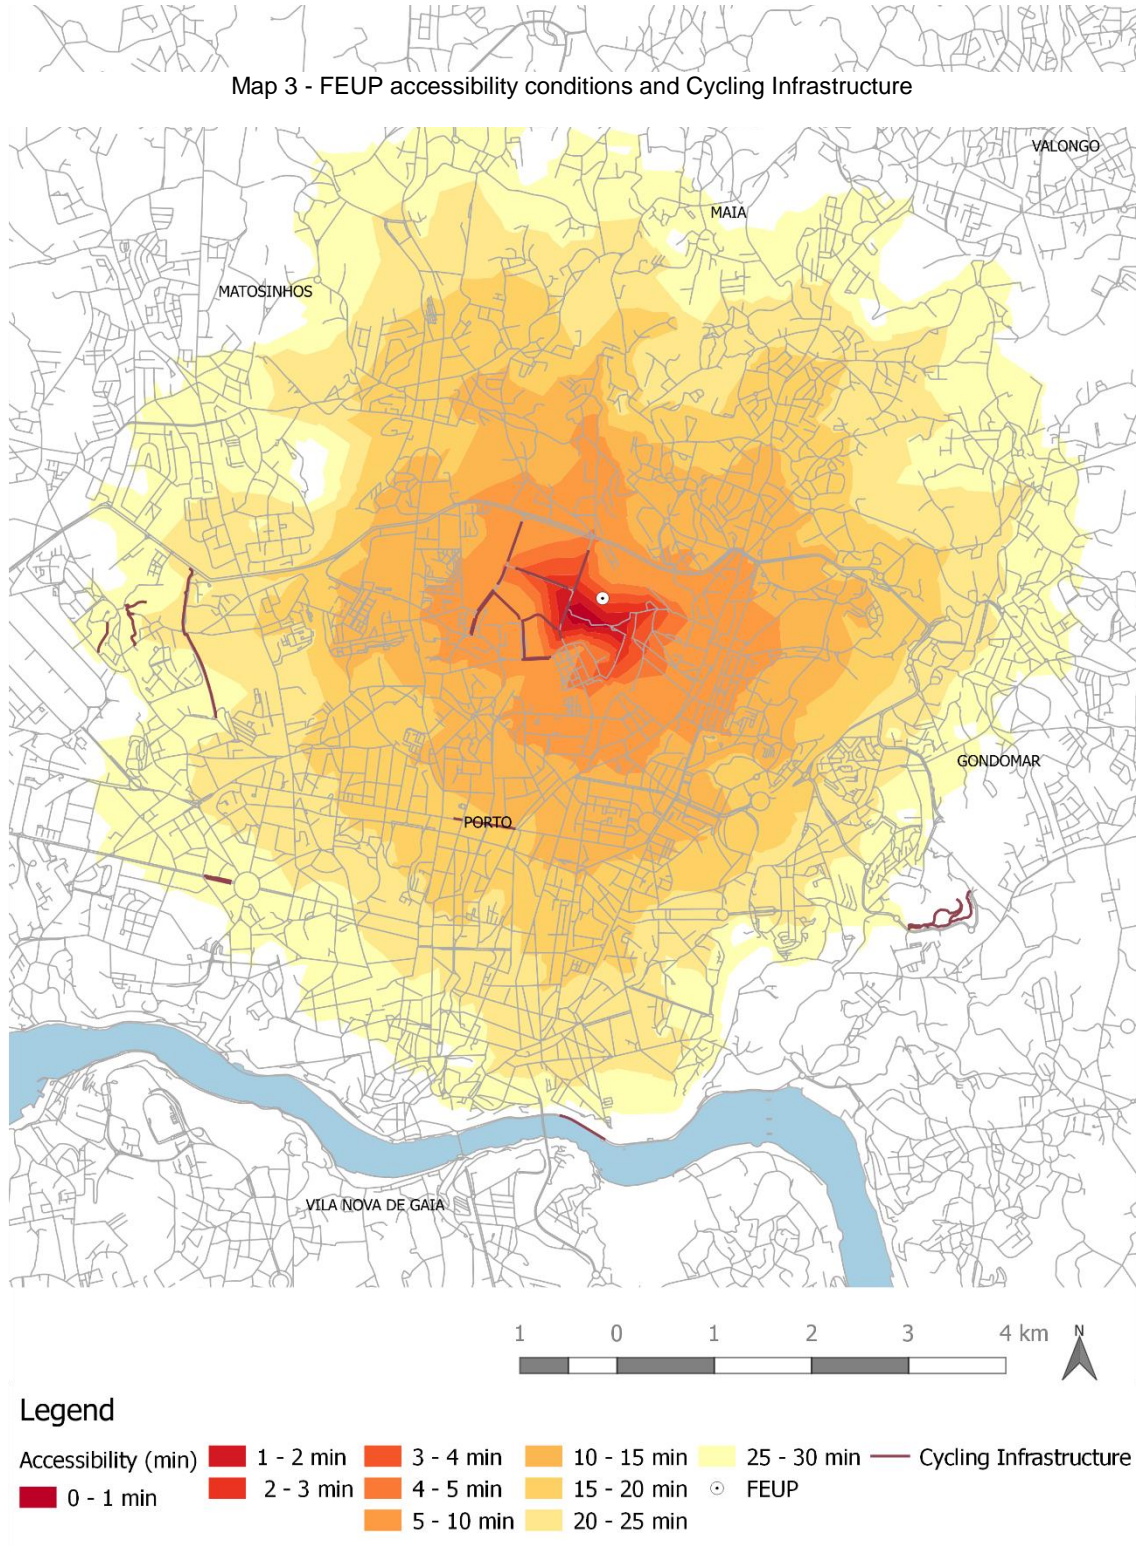 Map 3 - FEUP accessibility conditions and Cycling Infrastructure
VALONGO
MAIA
MATOSINHOS
GONDOMAR
PORTO
VILA NOVA DE GAIA
1 0 1 2 3 4 km N
Legend
Accessibility (min)
0 - 1 min
1 - 2 min
2 - 3 min
3 - 4 min
4 - 5 min
5 - 10 min
10 - 15 min
15 - 20 min
20 - 25 min
25 - 30 min
FEUP
Cycling Infrastructure